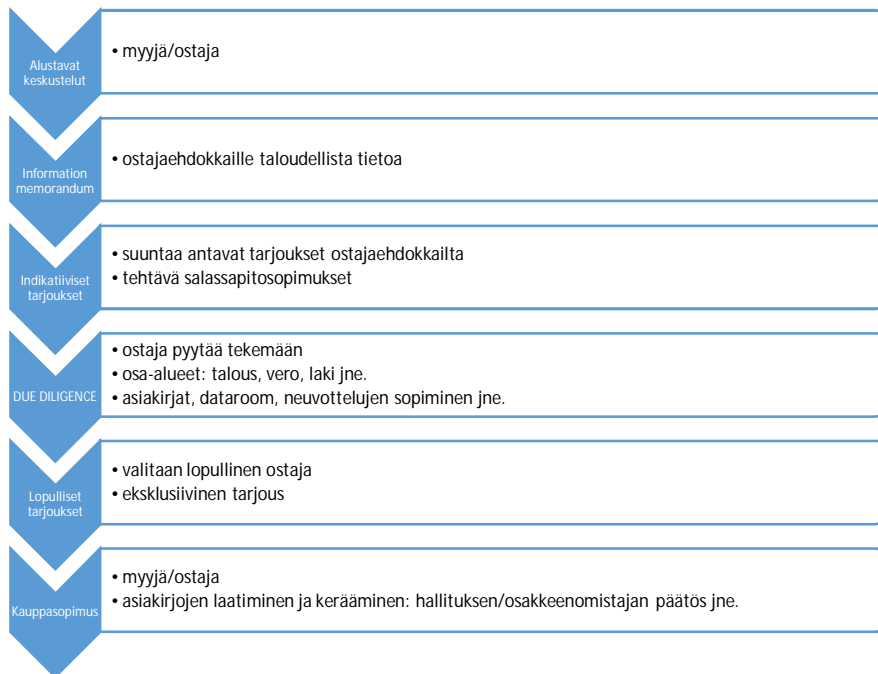 Alustavat
keskustelut
• myyjä/ostaja
Information
memorandum
• ostajaehdokkaille taloudellista tietoa
Indikatiiviset
tarjoukset
• suuntaa antavat tarjoukset ostajaehdokkailta
• tehtävä salassapitosopimukset
DUE DILIGENCE
• ostaja pyytää tekemään
• osa-alueet: talous, vero, laki jne.
• asiakirjat, dataroom, neuvottelujen sopiminen jne.
Lopulliset
tarjoukset
• valitaan lopullinen ostaja
• eksklusiivinen tarjous
Kauppasopimus
• myyjä/ostaja
• asiakirjojen laatiminen ja kerääminen: hallituksen/osakkeenomistajan päätös jne.